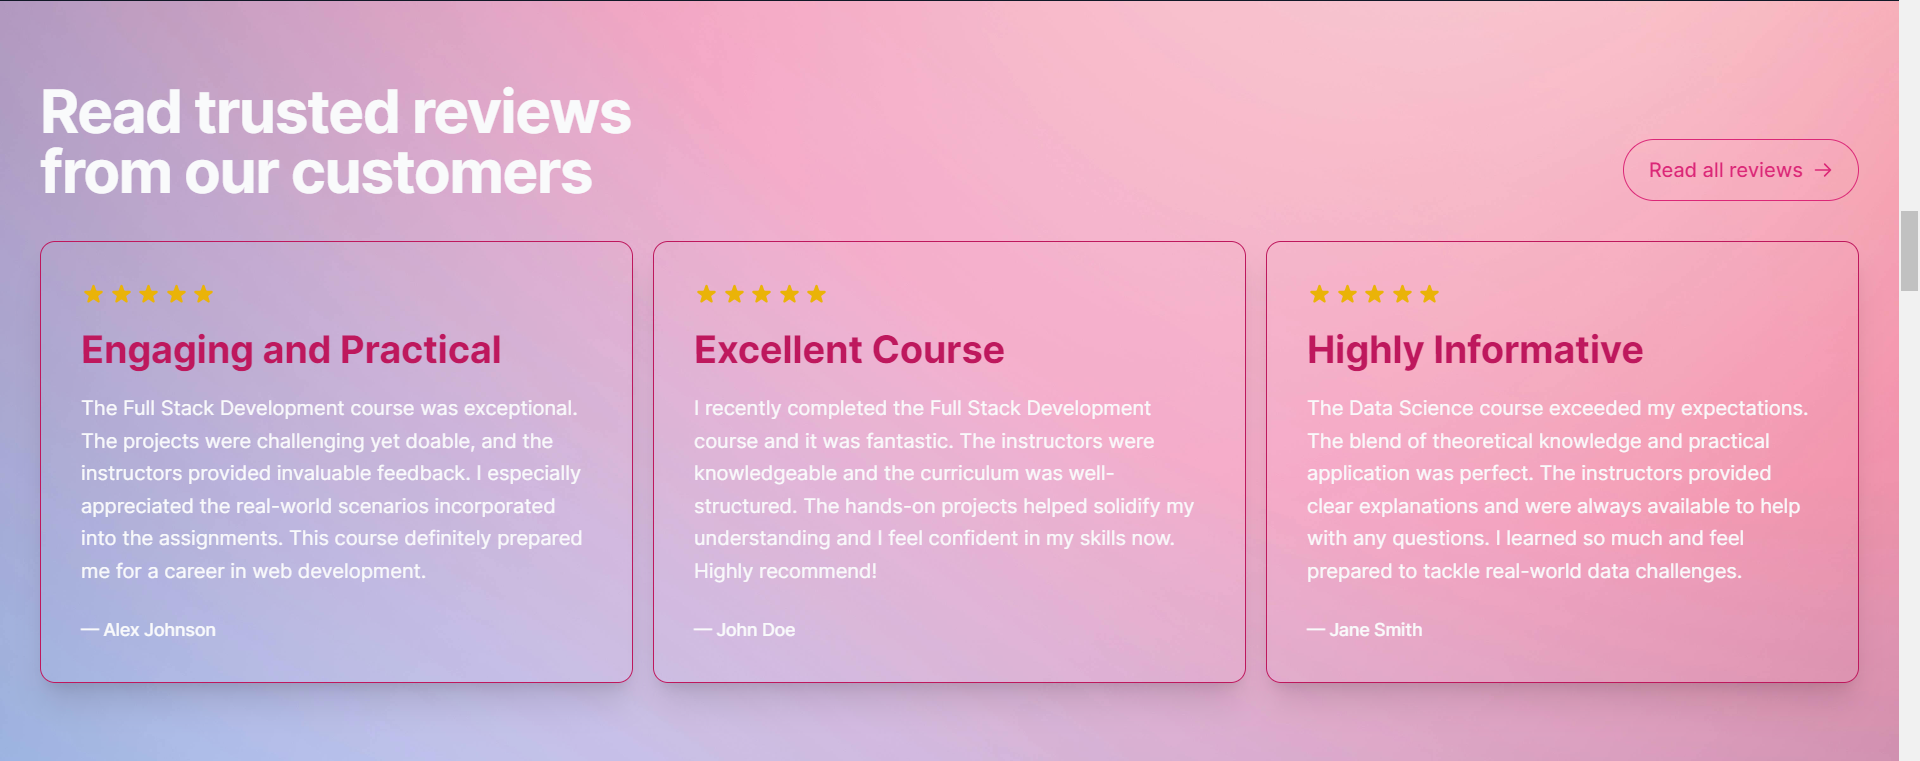 Read trusted reviews
from our customers
Read all reviews →
Engaging and Practical
The Full Stack Development course was exceptional.
The projects were challenging yet doable, and the
instructors provided invaluable feedback. I especially
appreciated the real-world scenarios incorporated
into the assignments. This course definitely prepared
me for a career in web development.
— Alex Johnson
Excellent Course
I recently completed the Full Stack Development
course and it was fantastic. The instructors were
knowledgeable and the curriculum was well-
structured. The hands-on projects helped solidify my
understanding and I feel confident in my skills now.
Highly recommend!
— John Doe
Highly Informative
The Data Science course exceeded my expectations.
The blend of theoretical knowledge and practical
application was perfect. The instructors provided
clear explanations and were always available to help
with any questions. I learned so much and feel
prepared to tackle real-world data challenges.
— Jane Smith